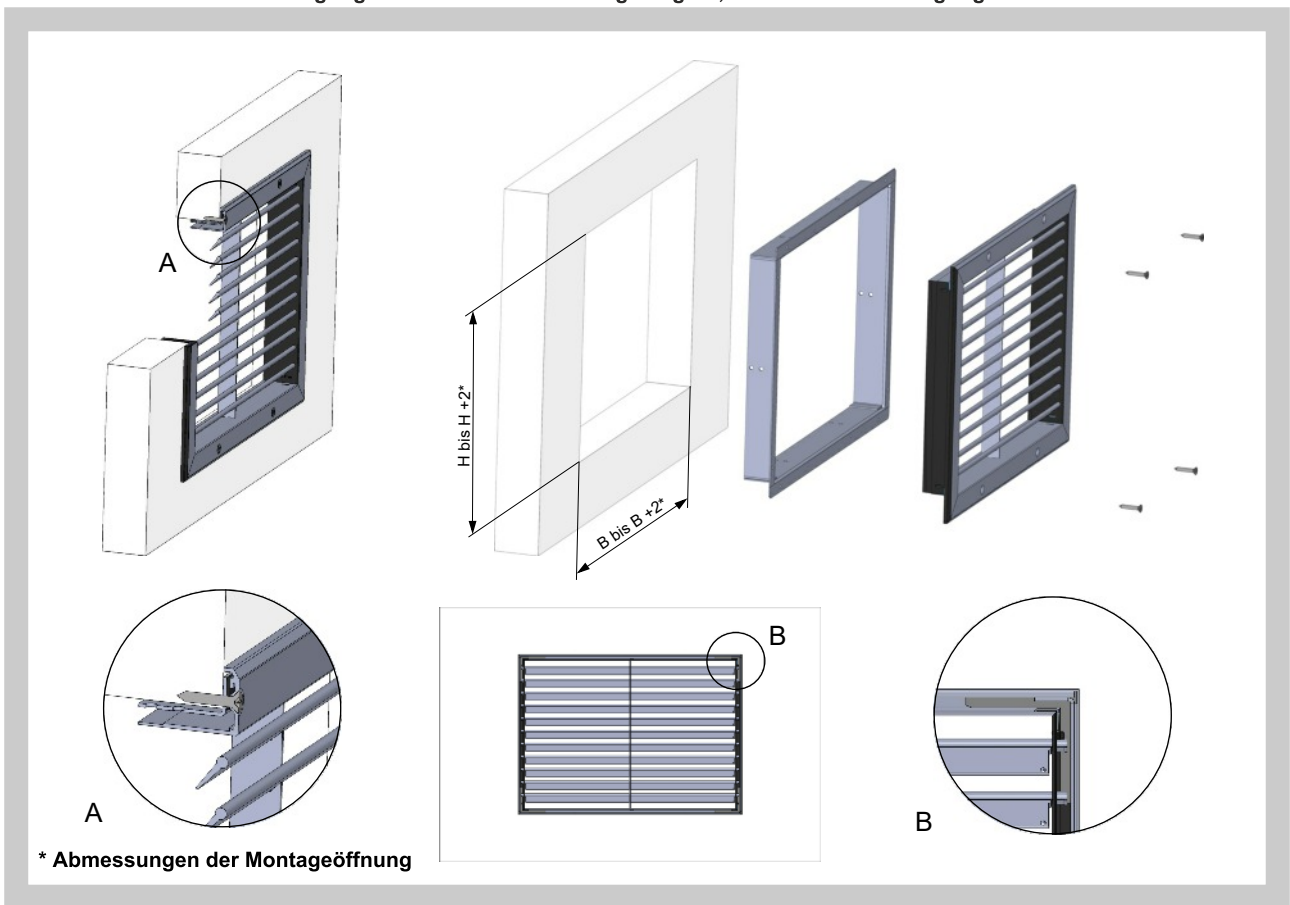 A
H bis H +2*
B bis B +2*
A
B
B
* Abmessungen der Montageöffnung